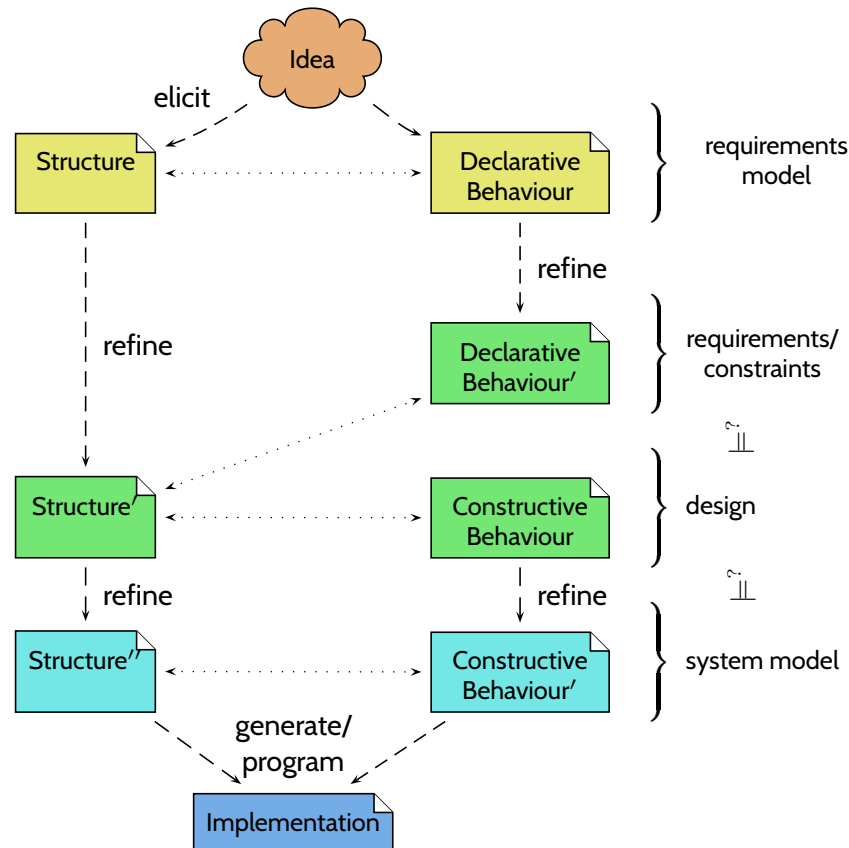 Idea
elicit
Structure
Declarative
Behaviour
requirements
model
refine
refine
Declarative
Behaviour′
requirements/
constraints
?
⊨
Structure′
Constructive
Behaviour
design
?
⊨
refine
refine
Structure′′
Constructive
Behaviour′
system model
generate/
program
Implementation